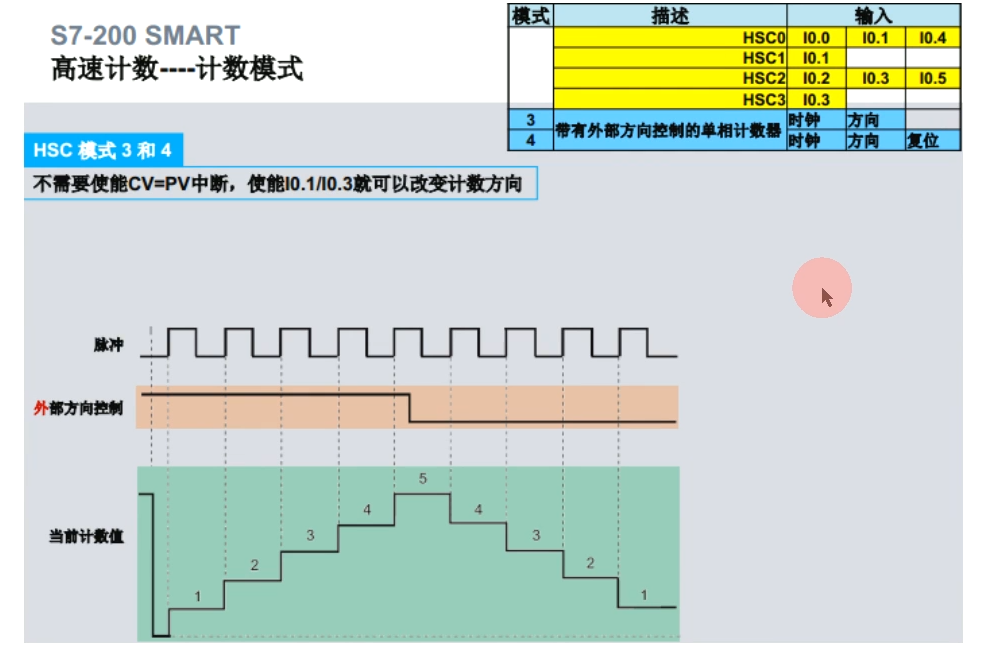 S7-200 SMART
高速计数----计数模式
模式 描述 输入
HSC0 I0.0 I0.1 I0.4
HSC1 I0.1
HSC2 I0.2 I0.3 I0.5
HSC3 I0.3
3 带有外部方向控制的单相计数器 时钟 方向
4 时钟 方向 复位
HSC 模式 3 和 4
不需要使能CV=PV中断，使能I0.1/I0.3就可以改变计数方向
脉冲
外部方向控制
当前计数值
1
2
3
4
5
4
3
2
1